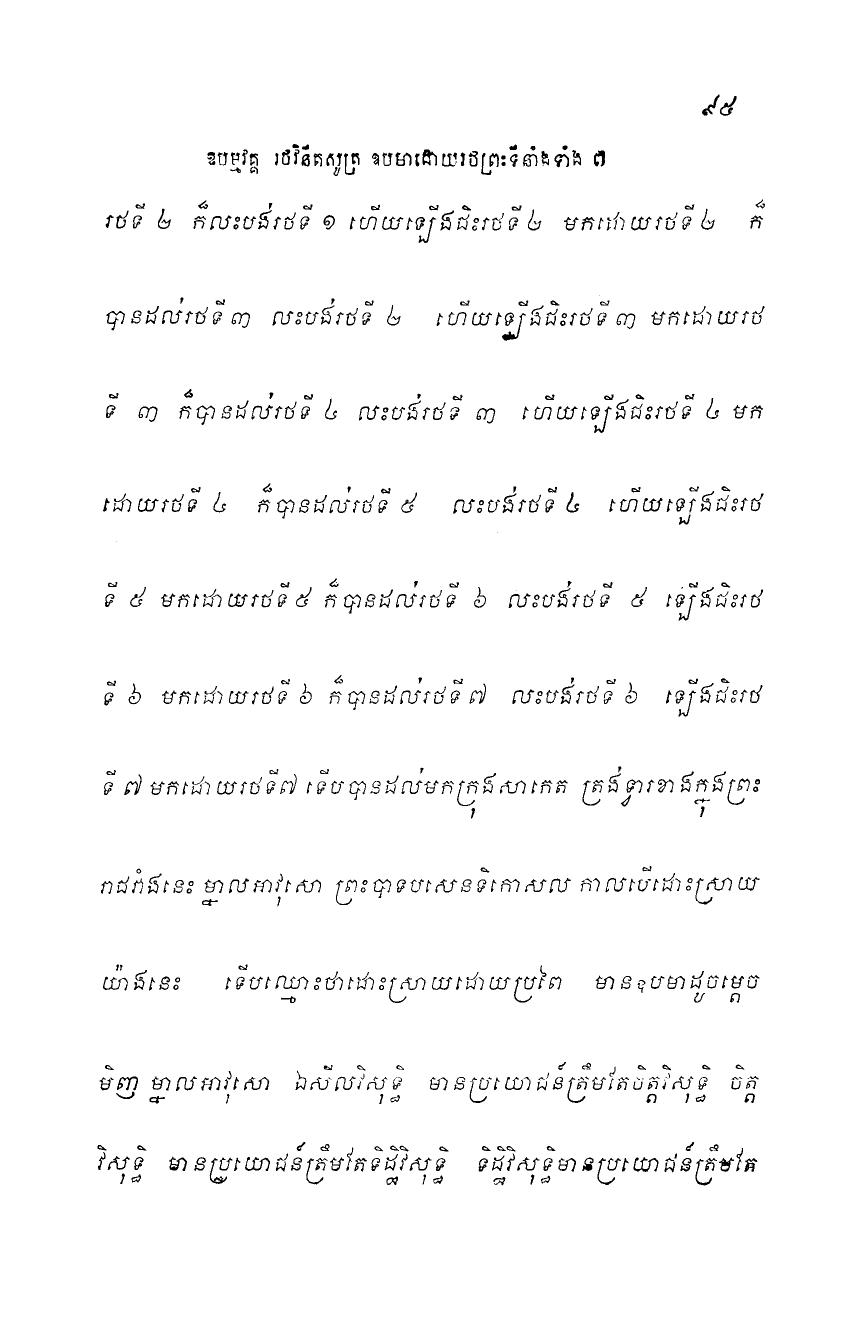 ៩៥
ឱបម្មវគ្គ រថវិនីតសូត្រ ឧបមាដោយរថព្រះទីនាំងទាំង ៧
រថទី ២ ក៏លះបង់រថទី ១ ហើយឡើងជិះរថទី ២ មកដោយរថទី ២ ក៏
បានដល់រថទី ៣ លះបង់រថទី ២ ហើយឡើងជិះរថទី ៣ មកដោយរថ
ទី ៣ ក៏បានដល់រថទី ៤ លះបង់រថទី ៣ ហើយឡើងជិះរថទី ៤ មក
ដោយរថទី ៤ ក៏បានដល់រថទី ៥ លះបង់រថទី ៤ ហើយឡើងជិះរថ
ទី ៥ មកដោយរថទី ៥ ក៏បានដល់រថទី ៦ លះបង់រថទី ៥ ឡើងជិះរថ
ទី ៦ មកដោយរថទី ៦ ក៏បានដល់រថទី ៧ លះបង់រថទី ៦ ឡើងជិះរថ
ទី ៧ មកដោយរថទី ៧ ទើបបានដល់មកក្រុងសាកេត ត្រង់ទ្វារខាងក្នុងព្រះ
រាជវាំងនេះ ម្នាលអាវុសោ ព្រះបាទបសេនទិកោសល កាលបើដោះស្រាយ
យ៉ាងនេះ ទើបឈ្មោះថាដោះស្រាយដោយប្រពៃ មានឧបមាដូចម្តេច
មិញ ម្នាលអាវុសោ ឯសីលវិសុទ្ធិ មានប្រយោជន៍ត្រឹមតែចិត្តវិសុទ្ធិ ចិត្ត
វិសុទ្ធិ មានប្រយោជន៍ត្រឹមតែទិដ្ឋិវិសុទ្ធិ ទិដ្ឋិវិសុទ្ធិមានប្រយោជន៍ត្រឹមតែ